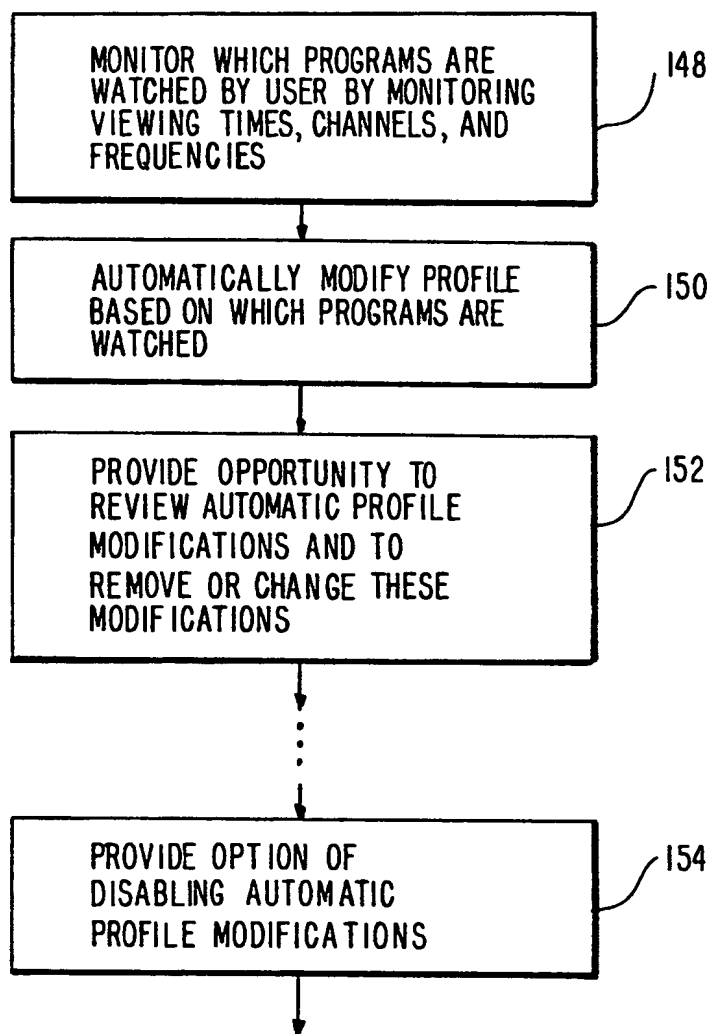 MONITOR WHICH PROGRAMS ARE
WATCHED BY USER BY MONITORING
VIEWING TIMES, CHANNELS, AND
FREQUENCIES
148
AUTOMATICALLY MODIFY PROFILE
BASED ON WHICH PROGRAMS ARE
WATCHED
150
PROVIDE OPPORTUNITY TO
REVIEW AUTOMATIC PROFILE
MODIFICATIONS AND TO
REMOVE OR CHANGE THESE
MODIFICATIONS
152
PROVIDE OPTION OF
DISABLING AUTOMATIC
PROFILE MODIFICATIONS
154